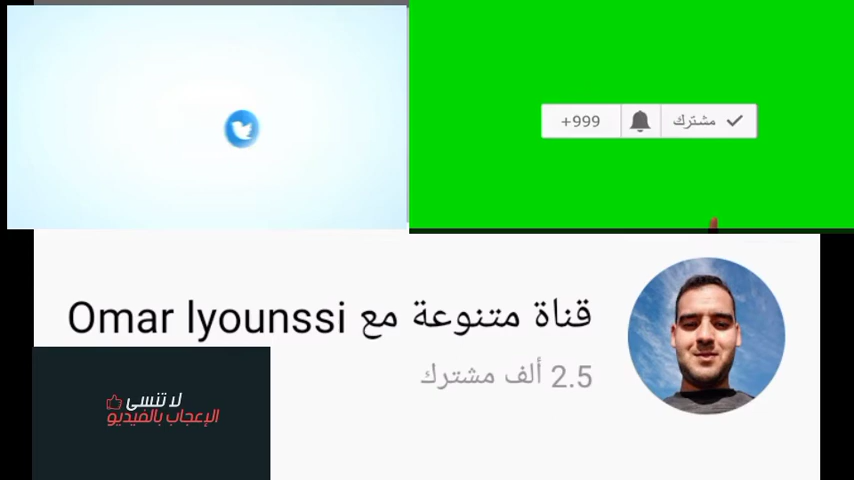 +999 مشترك
قناة متنوعة مع Omar lyounssi
2.5 ألف مشترك
لا تنسى
الإعجاب بالفيديو